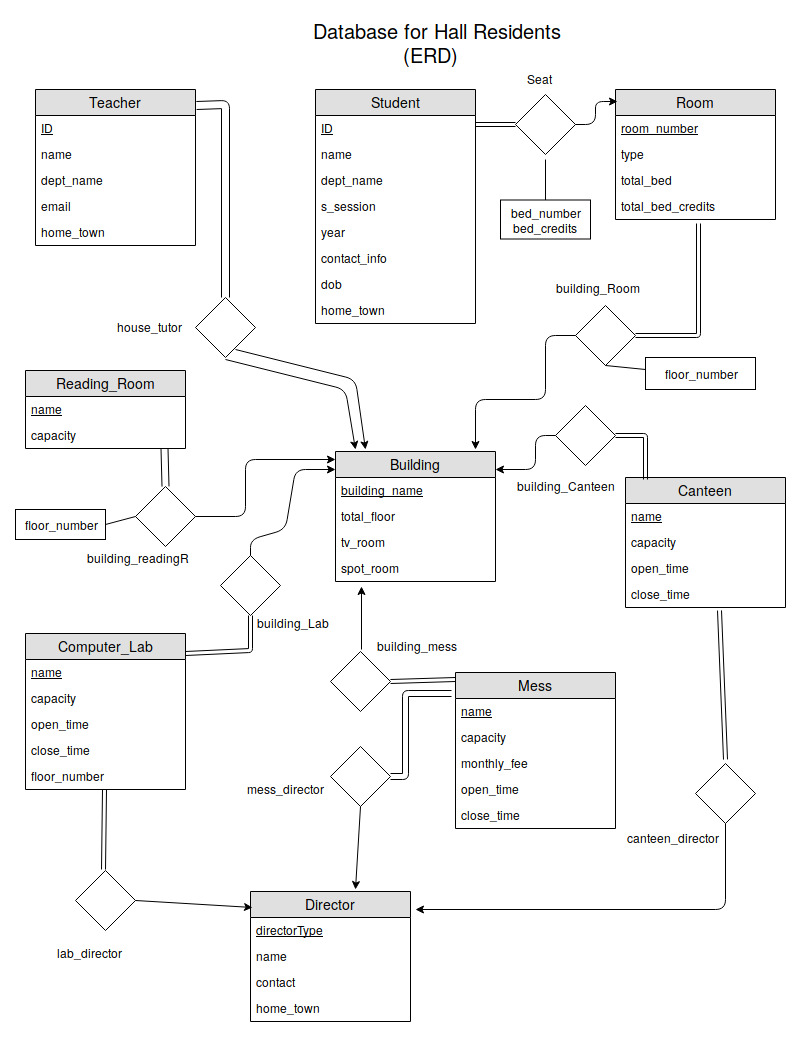 Database for Hall Residents
(ERD)
Teacher
ID
name
dept_name
email
home_town
Student
ID
name
dept_name
s_session
year
contact_info
dob
home_town
Seat
bed_number
bed_credits
Room
room_number
type
total_bed
total_bed_credits
building_Room
floor_number
house_tutor
Reading_Room
name
capacity
floor_number
building_readingR
Building
building_name
total_floor
tv_room
spot_room
building_Canteen
Canteen
name
capacity
open_time
close_time
building_Lab
Computer_Lab
name
capacity
open_time
close_time
floor_number
building_mess
Mess
name
capacity
monthly_fee
open_time
close_time
mess_director
canteen_director
lab_director
Director
directorType
name
contact
home_town